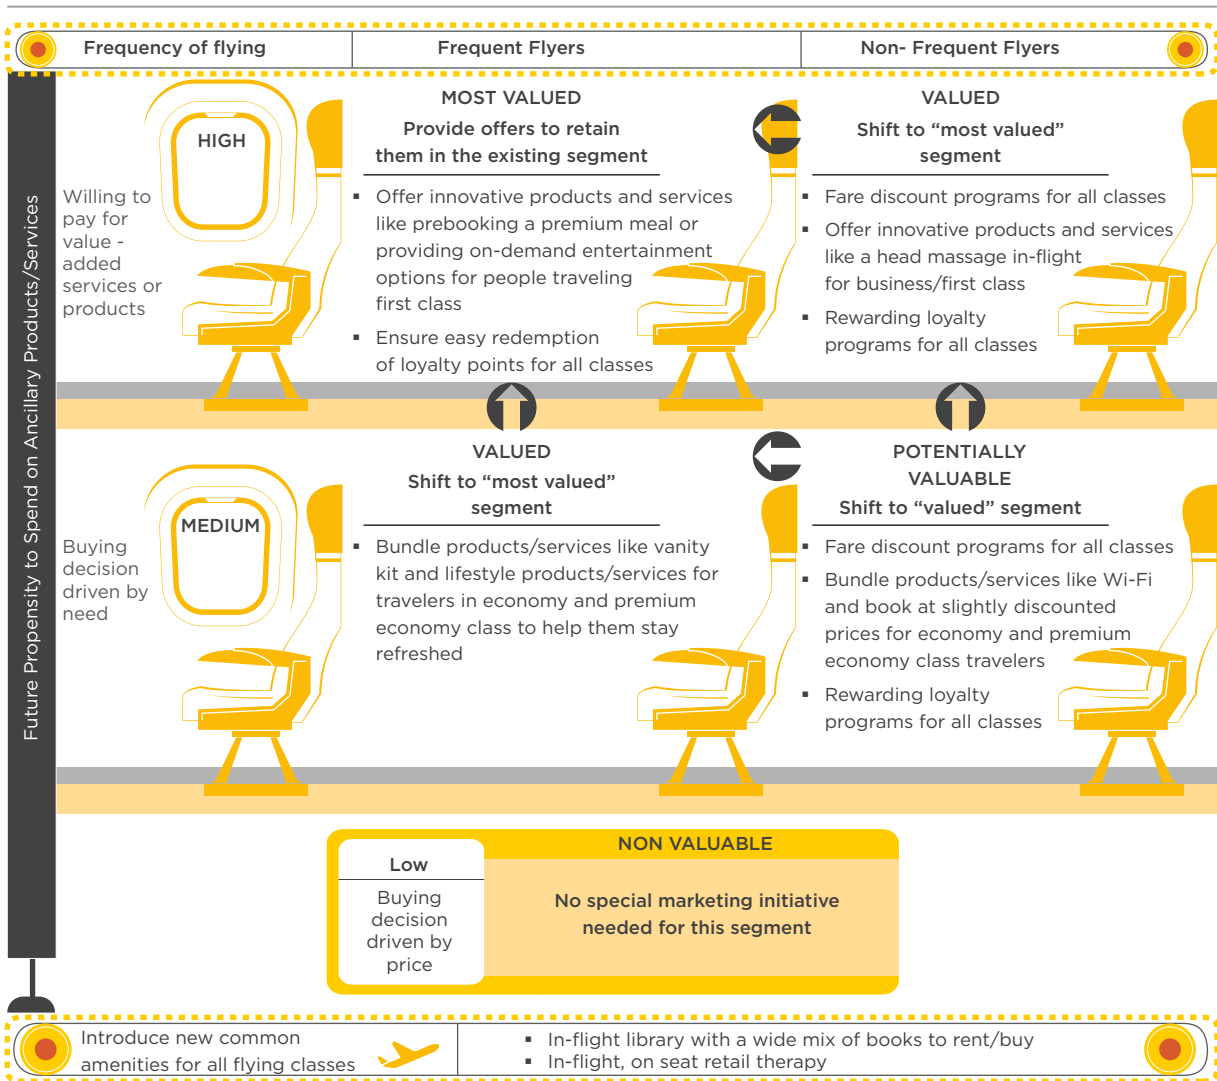 Frequency of flying
Frequent Flyers
Non- Frequent Flyers
Future Propensity to Spend on Ancillary Products/Services
HIGH
Willing to
pay for
value -
added
services or
products
MOST VALUED
Provide offers to retain
them in the existing segment
▪ Offer innovative products and services
like prebooking a premium meal or
providing on-demand entertainment
options for people traveling
first class
▪ Ensure easy redemption
of loyalty points for all classes
VALUED
Shift to “most valued”
segment
▪ Fare discount programs for all classes
▪ Offer innovative products and services
like a head massage in-flight
for business/first class
▪ Rewarding loyalty
programs for all classes
MEDIUM
Buying
decision
driven by
need
VALUED
Shift to “most valued”
segment
▪ Bundle products/services like vanity
kit and lifestyle products/services for
travelers in economy and premium
economy class to help them stay
refreshed
POTENTIALLY
VALUABLE
Shift to “valued” segment
▪ Fare discount programs for all classes
▪ Bundle products/services like Wi-Fi
and book at slightly discounted
prices for economy and premium
economy class travelers
▪ Rewarding loyalty
programs for all classes
Low
Buying
decision
driven by
price
NON VALUABLE
No special marketing initiative
needed for this segment
Introduce new common
amenities for all flying classes
▪ In-flight library with a wide mix of books to rent/buy
▪ In-flight, on seat retail therapy